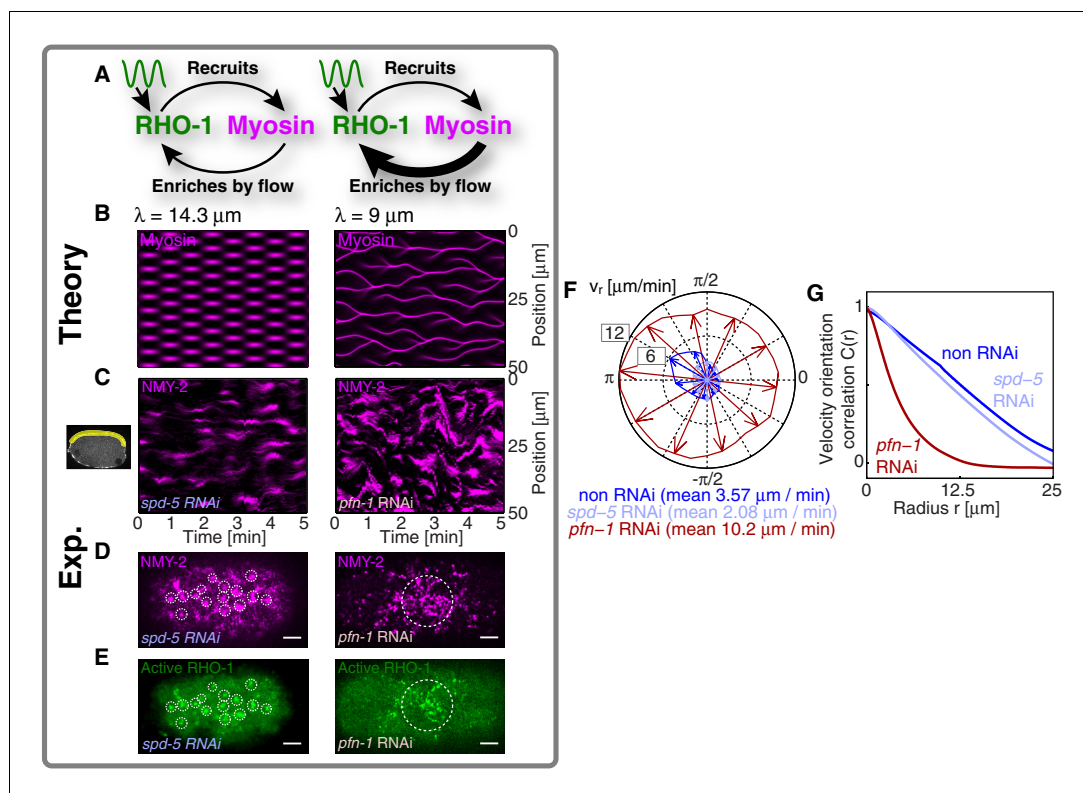 A
Recruits
RHO-1 Myosin
Enriches by flow
Recruits
RHO-1 Myosin
Enriches by flow
Theory
B
λ = 14.3 μm
Myosin
λ = 9 μm
Myosin
0
25
50
Position [μm]
Exp.
C
NMY-2
spd-5 RNAi
0 1 2 3 4 5
Time [min]
NMY-2
pfn-1 RNAi
0 1 2 3 4 5
Time [min]
0
25
50
Position [μm]
D
NMY-2
spd-5 RNAi
NMY-2
pfn-1 RNAi
E
Active RHO-1
spd-5 RNAi
Active RHO-1
pfn-1 RNAi
F
v_r [μm/min]
π/2
12
6
π
0
-π/2
non RNAi (mean 3.57 μm / min)
spd-5 RNAi (mean 2.08 μm / min)
pfn-1 RNAi (mean 10.2 μm / min)
G
Velocity orientation
correlation C(r)
1
0
non RNAi
spd-5
RNAi
pfn-1
RNAi
0 12.5 25
Radius r [μm]